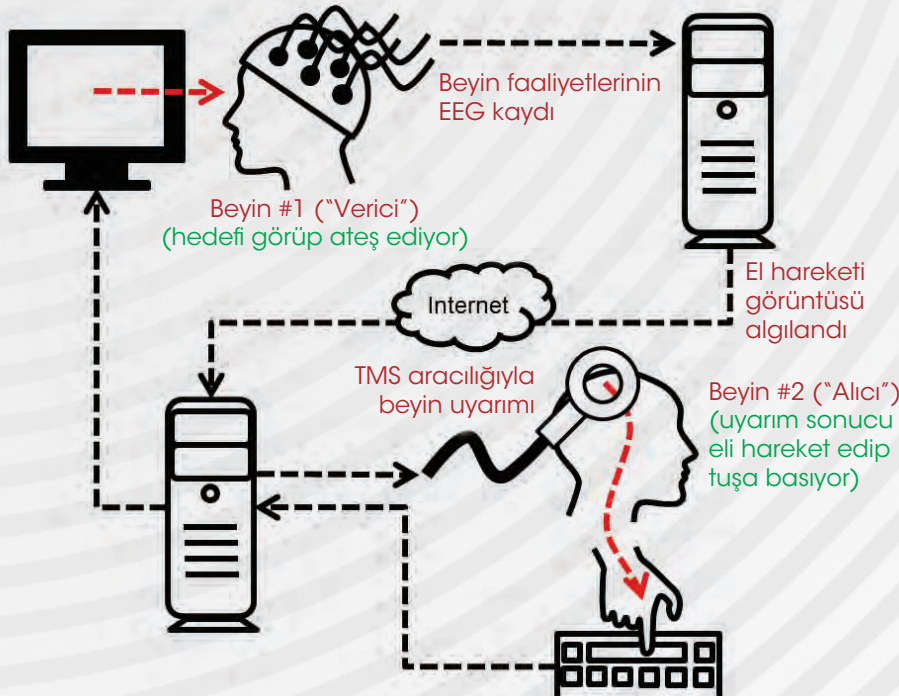 Beyin faaliyetlerinin
EEG kaydı
Beyin #1 (“Verici”)
(hedefi görüp ateş ediyor)
El hareketi
görüntüsü
algılandı
Internet
TMS aracılığıyla
beyin uyarımı
Beyin #2 (“Alıcı”)
(uyarım sonucu
eli hareket edip
tuşa basıyor)